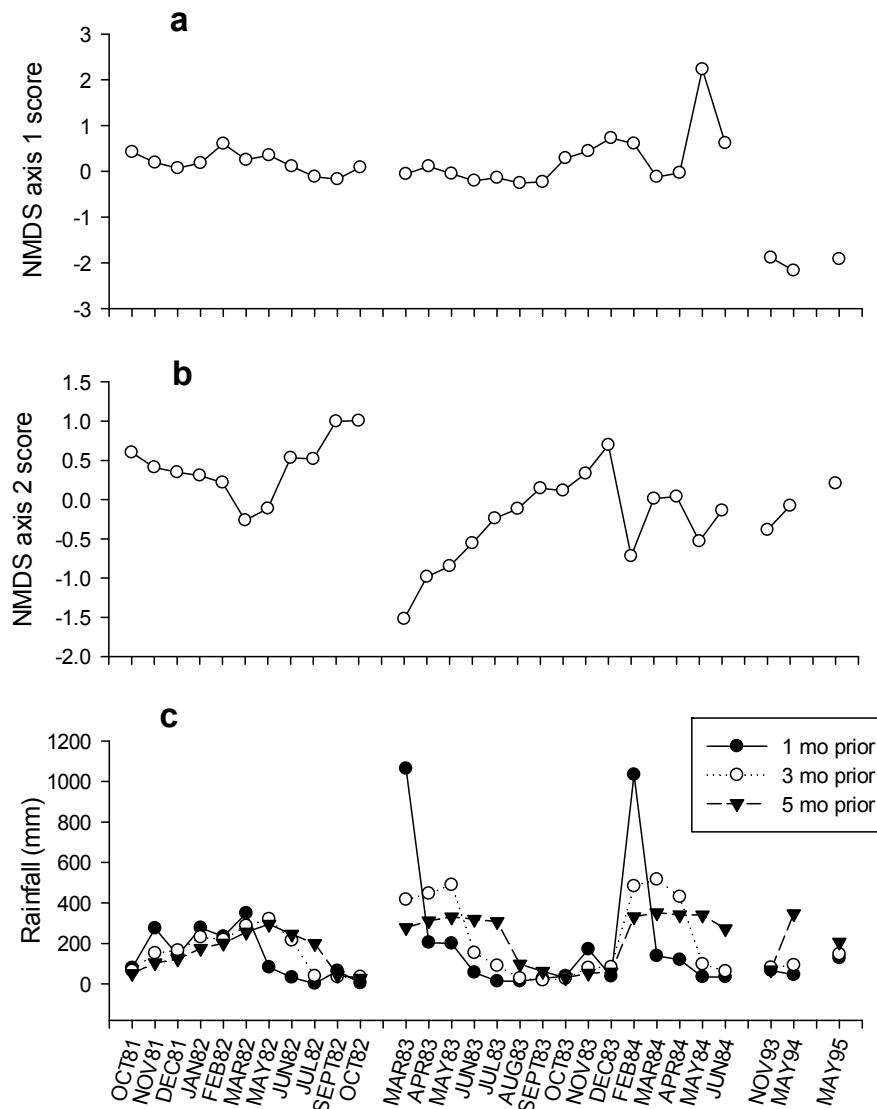 a
3
2
1
0
-1
-2
-3
NMDS axis 1 score
b
1.5
1.0
0.5
0.0
-0.5
-1.0
-1.5
-2.0
NMDS axis 2 score
c
1200
1000
800
600
400
200
0
Rainfall (mm)
1 mo prior
3 mo prior
5 mo prior
OCT81
NOV81
DEC81
JAN82
FEB82
MAR82
MAY82
JUN82
JUL82
SEPT82
OCT82
MAR83
APR83
MAY83
JUN83
JUL83
AUG83
SEPT83
OCT83
NOV83
DEC83
FEB84
MAR84
APR84
MAY84
JUN84
NOV93
MAY94
MAY95